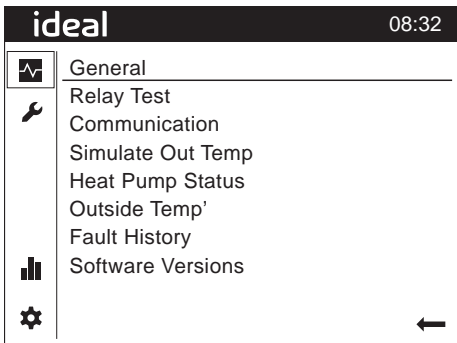 ideal 08:32
General
Relay Test
Communication
Simulate Out Temp
Heat Pump Status
Outside Temp'
Fault History
Software Versions